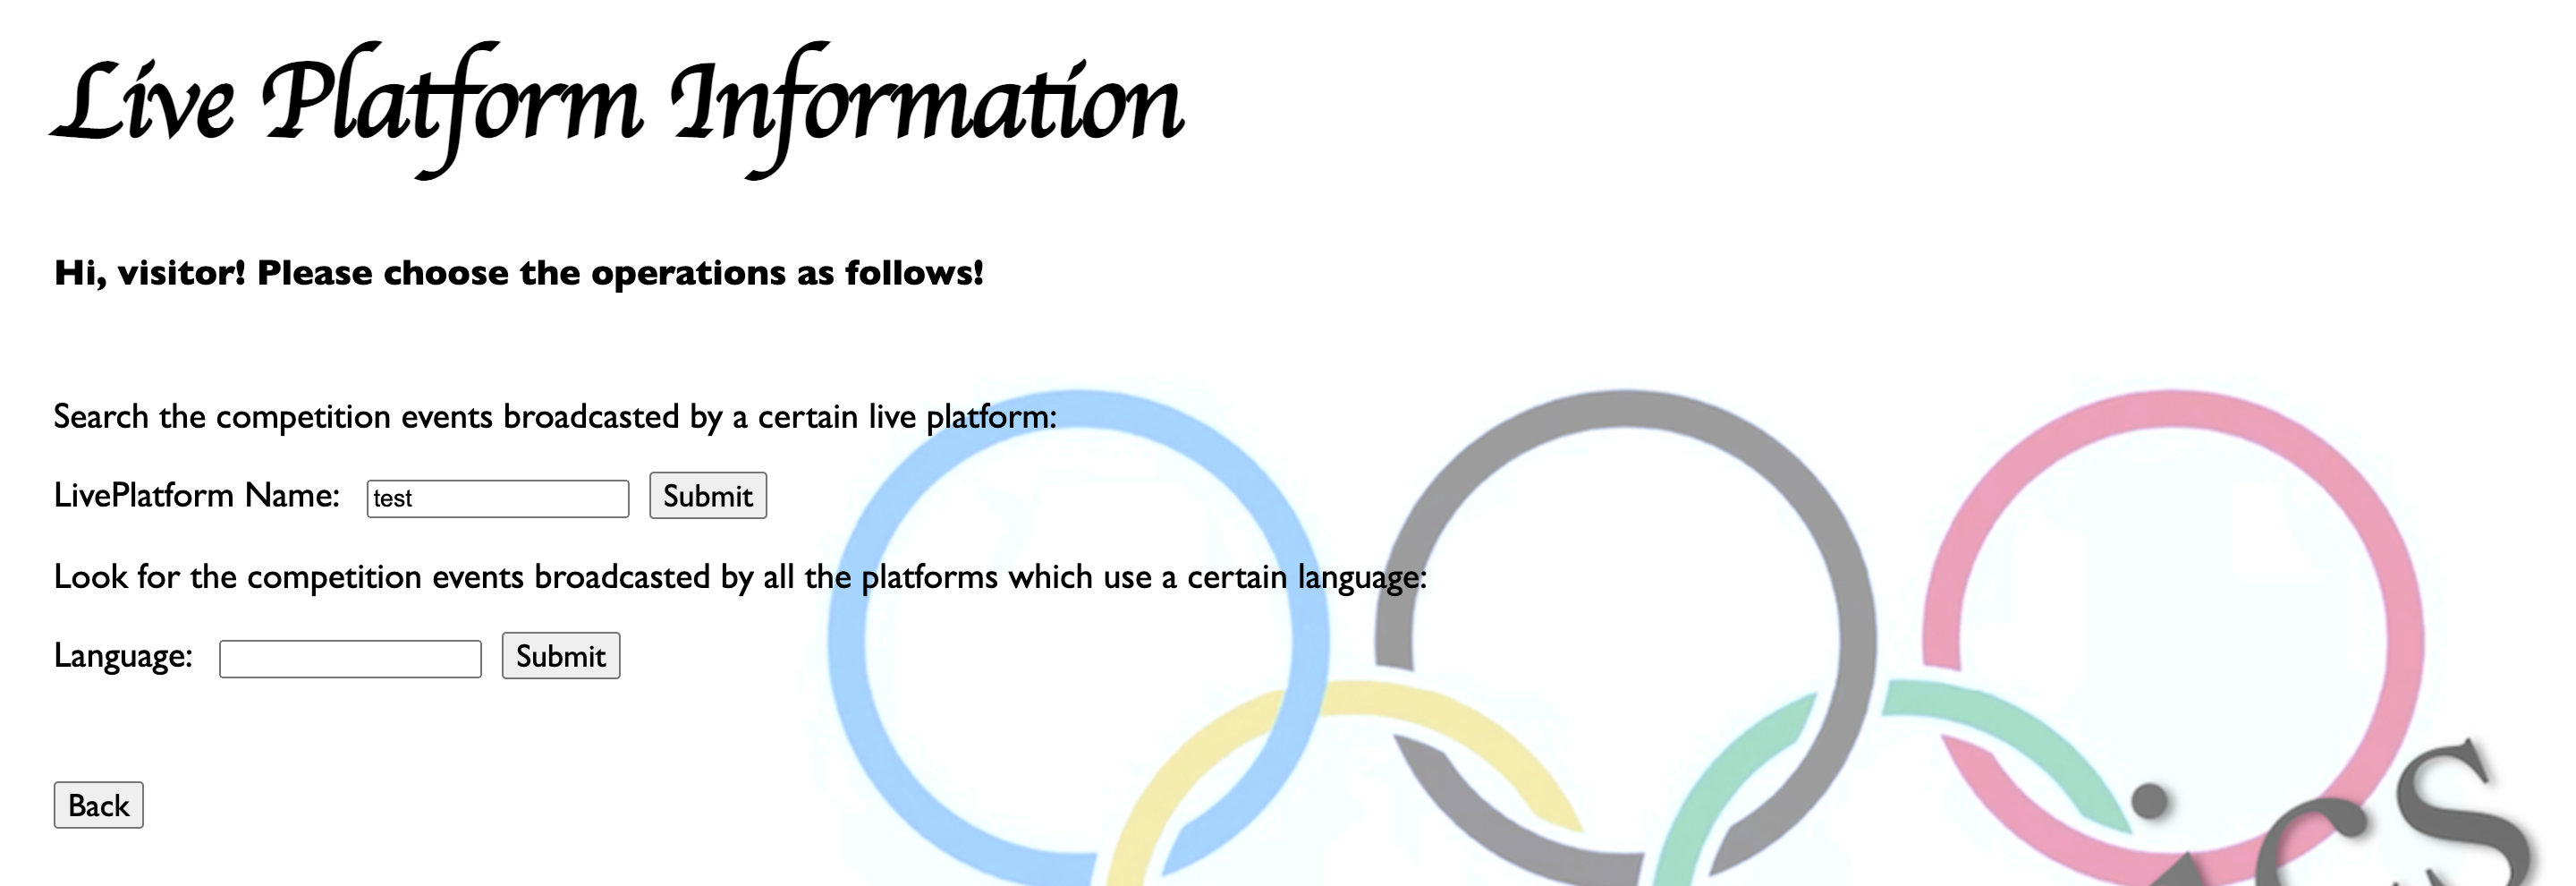 Live Platform Information
Hi, visitor! Please choose the operations as follows!
Search the competition events broadcasted by a certain live platform:
LivePlatform Name: test Submit
Look for the competition events broadcasted by all the platforms which use a certain language:
Language: Submit
Back